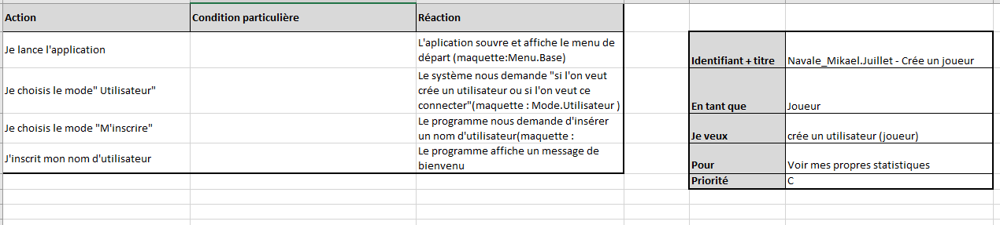 Action Condition particulière Réaction
Je lance l'application
L'aplication souvre et affiche le menu de
départ (maquette:Menu.Base)
Je choisis le mode" Utilisateur"
Le système nous demande "si l'on veut
crée un utilisateur ou si l'on veut ce
connecter"(maquette : Mode.Utilisateur )
Je choisis le mode "M'inscrire"
Le programme nous demande d'insérer
un nom d'utilisateur(maquette :
J'inscrit mon nom d'utilisateur
Le programme affiche un message de
bienvenu
Identifiant + titre Navale_Mikael.Juillet - Crée un joueur
En tant que Joueur
Je veux crée un utilisateur (joueur)
Pour Voir mes propres statistiques
Priorité C